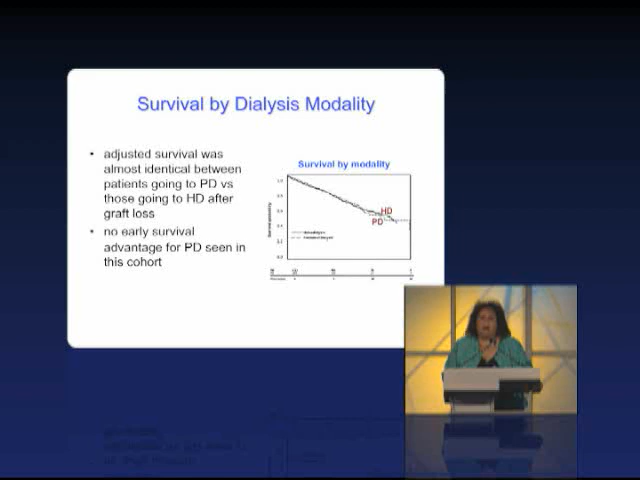 Survival by Dialysis Modality
• adjusted survival was
almost identical between
patients going to PD vs
those going to HD after
graft loss
• no early survival
advantage for PD seen in
this cohort
Survival by modality
HD
PD